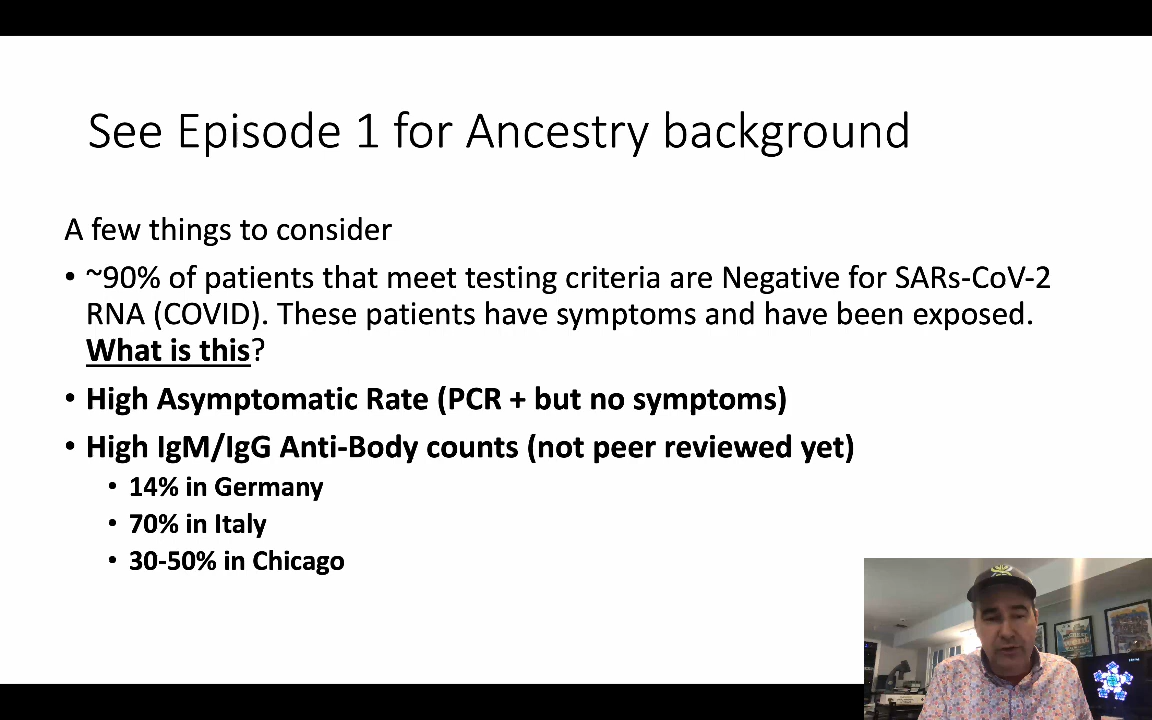 See Episode 1 for Ancestry background
A few things to consider
• ~90% of patients that meet testing criteria are Negative for SARs-CoV-2
RNA (COVID). These patients have symptoms and have been exposed.
What is this?
• High Asymptomatic Rate (PCR + but no symptoms)
• High IgM/IgG Anti-Body counts (not peer reviewed yet)
• 14% in Germany
• 70% in Italy
• 30-50% in Chicago